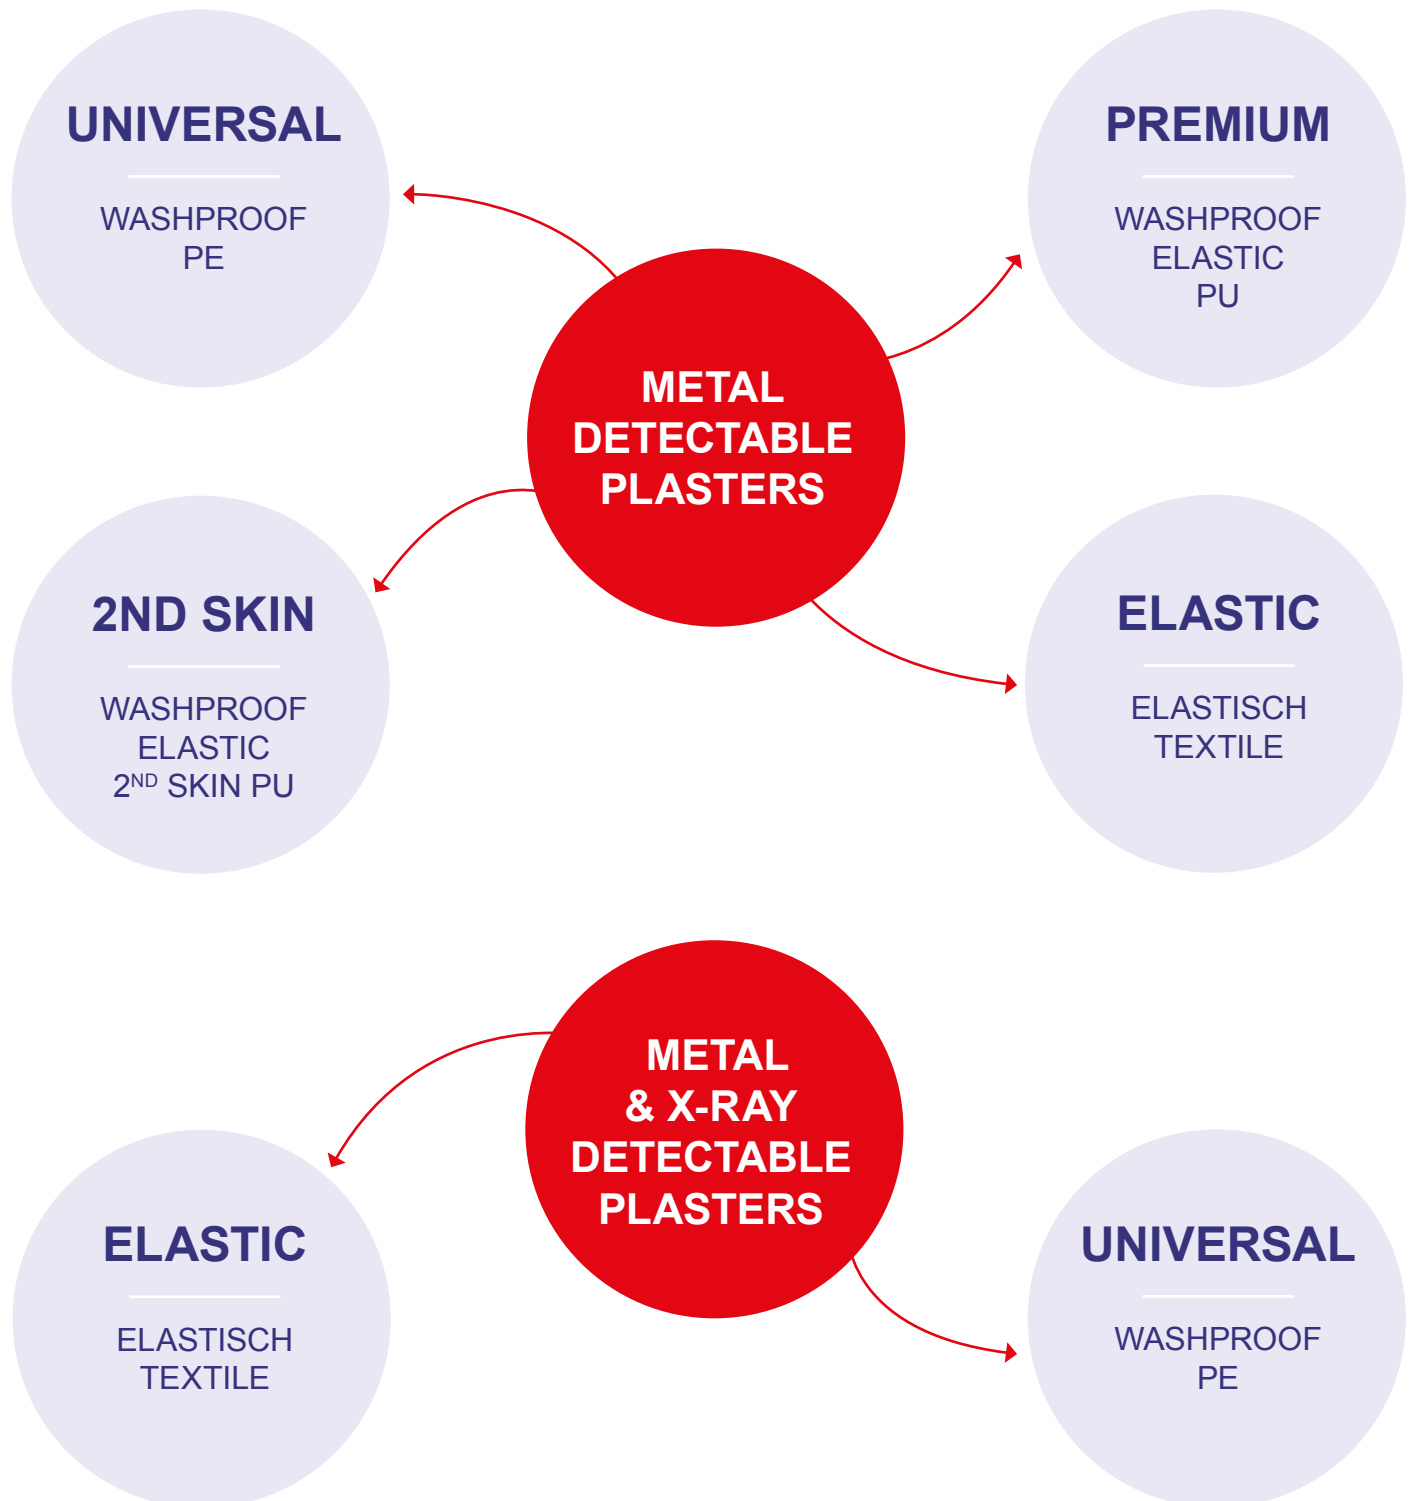 UNIVERSAL
WASHPROOF
PE
PREMIUM
WASHPROOF
ELASTIC
PU
METAL
DETECTABLE
PLASTERS
2ND SKIN
WASHPROOF
ELASTIC
2ND SKIN PU
ELASTIC
ELASTISCH
TEXTILE
METAL
& X-RAY
DETECTABLE
PLASTERS
ELASTIC
ELASTISCH
TEXTILE
UNIVERSAL
WASHPROOF
PE